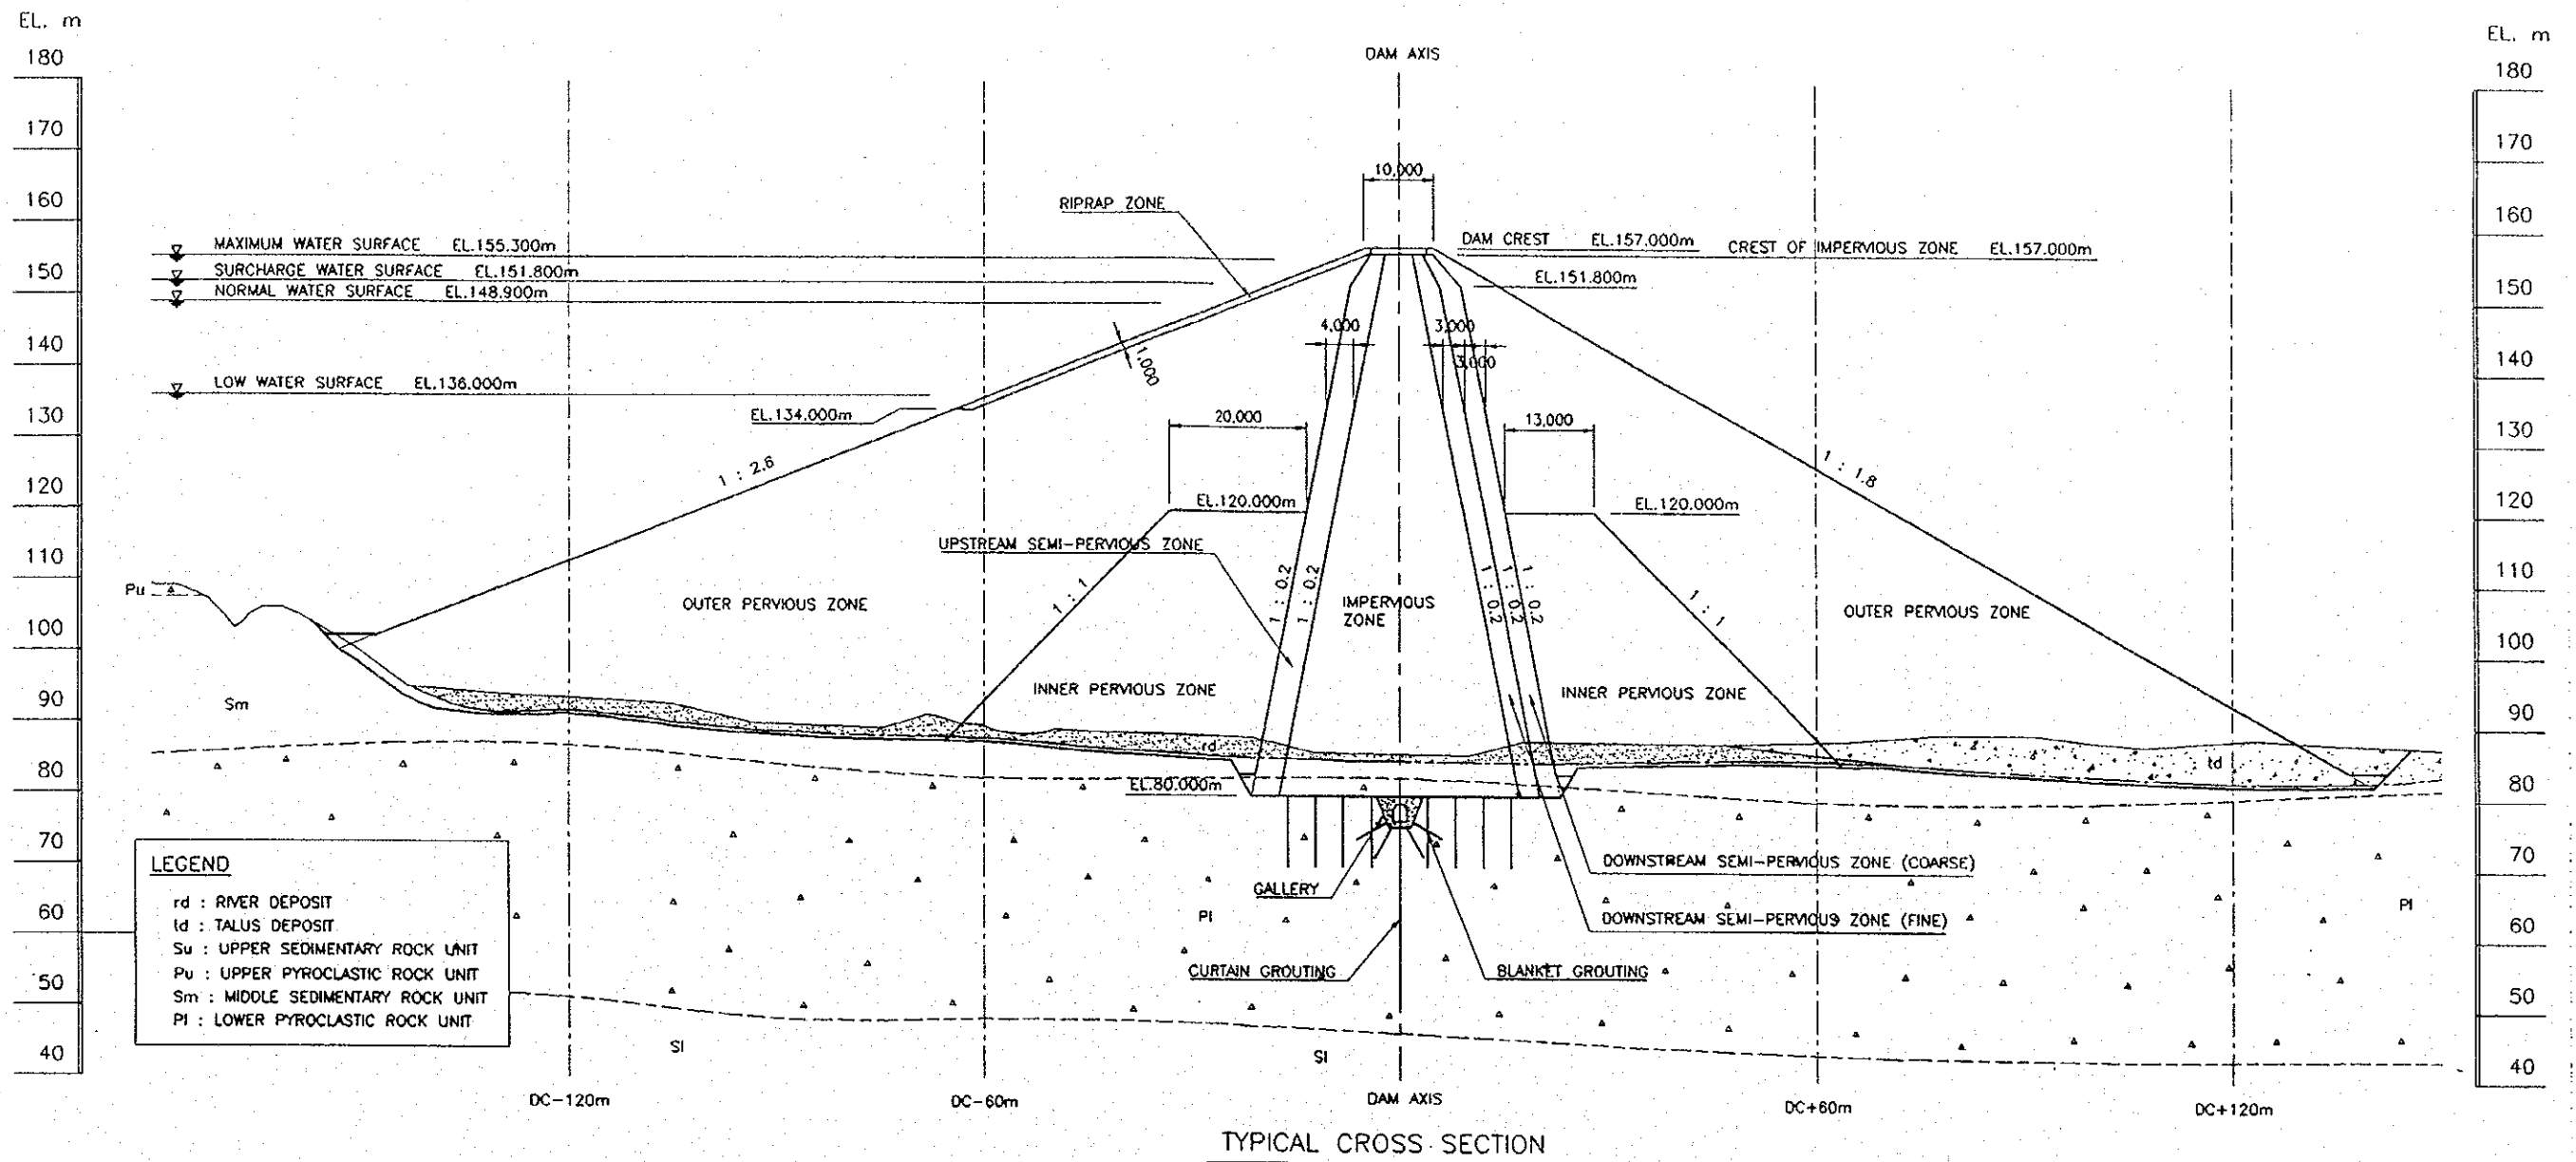 EL. m
EL. m
DAM AXIS
180
180
170
170
10,000
160
RIPRAP ZONE
160
MAXIMUM WATER SURFACE EL.155.300m
DAM CREST EL.157.000m
CREST OF IMPERVIOUS ZONE EL.157.000m
150
SURCHARGE WATER SURFACE EL.151.800m
EL.151.800m
NORMAL WATER SURFACE EL.148.900m
150
4,000
3,000
140
1,000
3,000
140
LOW WATER SURFACE EL.136.000m
EL.134.000m
130
20,000
13,000
130
1 : 2.6
1 : 1.8
120
EL.120.000m
EL.120.000m
120
UPSTREAM SEMI-PERVIOUS ZONE
110
Pu
1 : 1
1 : 0.2
1 : 0.2
1 : 0.2
1 : 0.2
1 : 0.2
1 : 1
110
OUTER PERVIOUS ZONE
IMPERVIOUS
ZONE
OUTER PERVIOUS ZONE
100
100
INNER PERVIOUS ZONE
INNER PERVIOUS ZONE
90
Sm
90
rd
td
80
EL.80.000m
80
70
70
LEGEND
rd : RIVER DEPOSIT
td : TALUS DEPOSIT
Su : UPPER SEDIMENTARY ROCK UNIT
Pu : UPPER PYROCLASTIC ROCK UNIT
Sm : MIDDLE SEDIMENTARY ROCK UNIT
Pl : LOWER PYROCLASTIC ROCK UNIT
DOWNSTREAM SEMI-PERVIOUS ZONE (COARSE)
GALLERY
60
Pl
Pl
DOWNSTREAM SEMI-PERVIOUS ZONE (FINE)
60
CURTAIN GROUTING
BLANKET GROUTING
50
50
40
Sl
Sl
40
DC-120m
DC-60m
DAM AXIS
DC+60m
DC+120m
TYPICAL CROSS SECTION